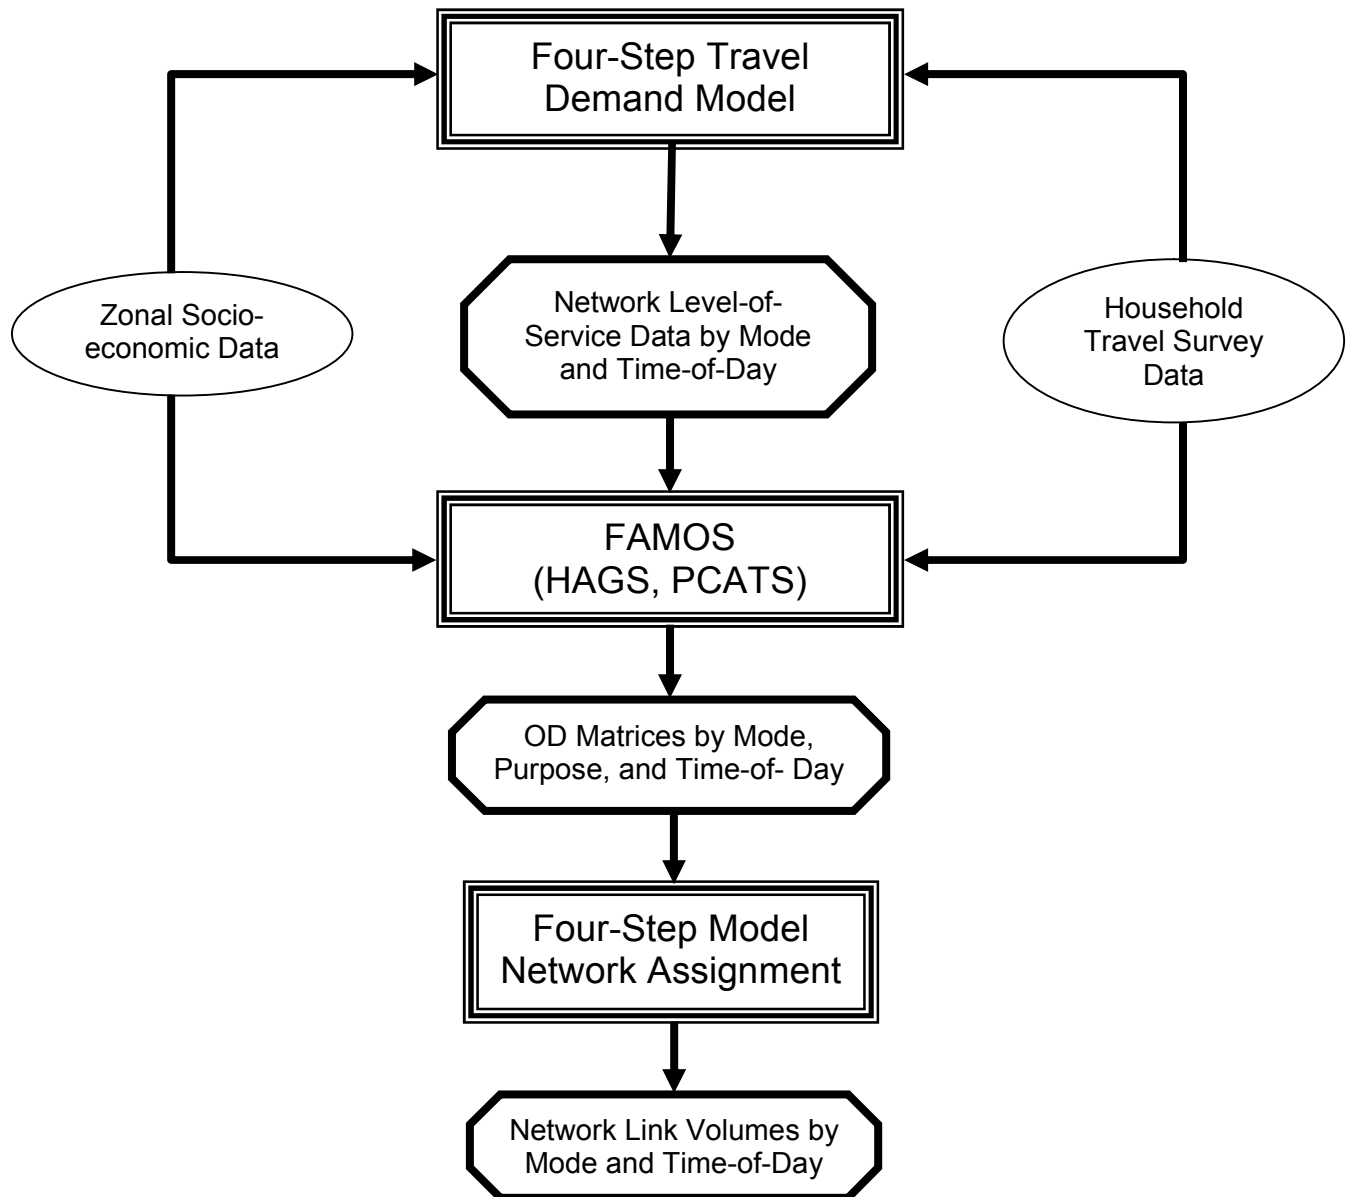 Four-Step Travel
Demand Model
Zonal Socio-
economic Data
Network Level-of-
Service Data by Mode
and Time-of-Day
Household
Travel Survey
Data
FAMOS
(HAGS, PCATS)
OD Matrices by Mode,
Purpose, and Time-of- Day
Four-Step Model
Network Assignment
Network Link Volumes by
Mode and Time-of-Day